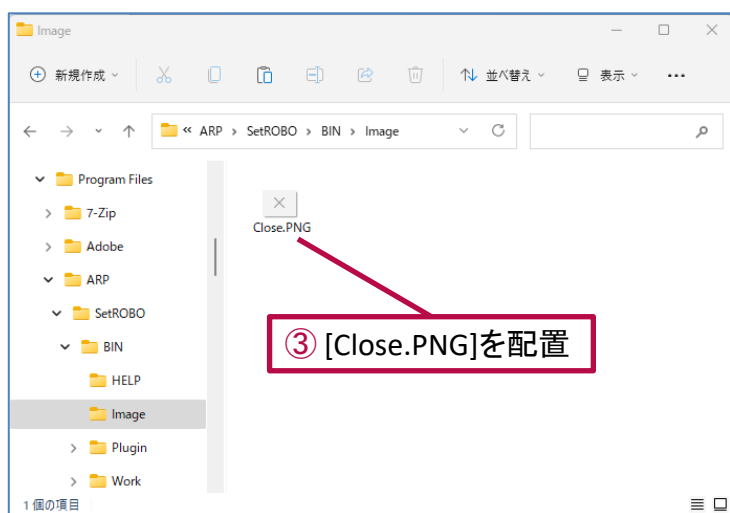 Image
新規作成
並べ替え
表示
« ARP › SetROBO › BIN › Image
Program Files
7-Zip
Adobe
ARP
SetROBO
BIN
HELP
Image
Plugin
Work
Close.PNG
③ [Close.PNG]を配置
1 個の項目